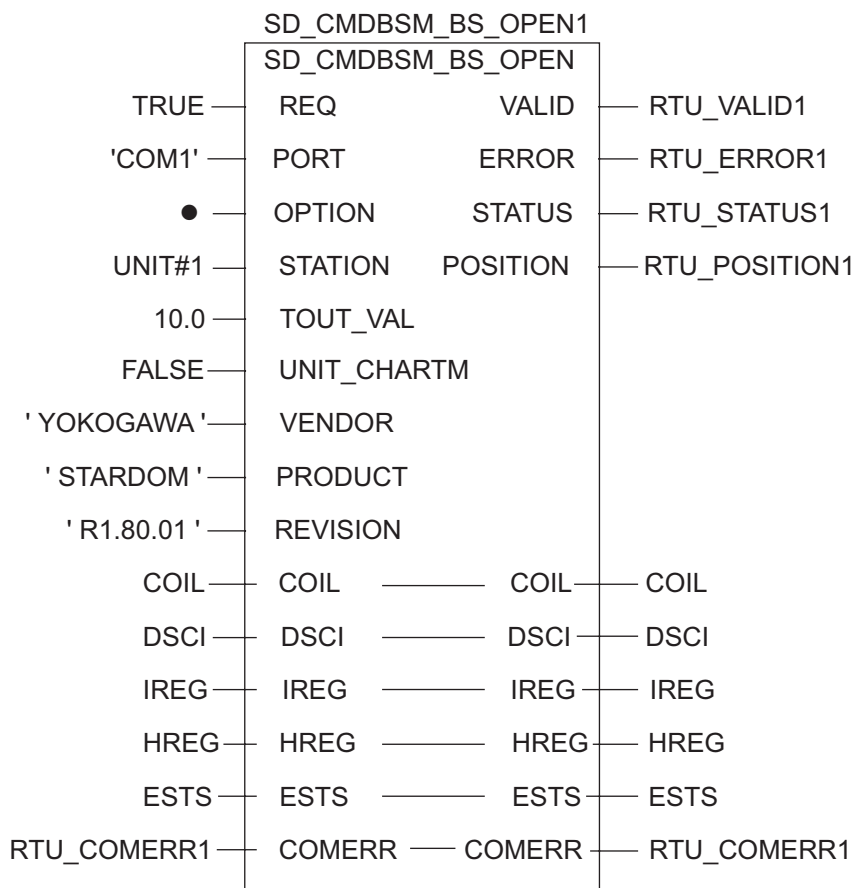 SD_CMDBSM_BS_OPEN1
SD_CMDBSM_BS_OPEN
TRUE REQ VALID RTU_VALID1
'COM1' PORT ERROR RTU_ERROR1
● OPTION STATUS RTU_STATUS1
UNIT#1 STATION POSITION RTU_POSITION1
10.0 TOUT_VAL
FALSE UNIT_CHARTM
' YOKOGAWA ' VENDOR
' STARDOM ' PRODUCT
' R1.80.01 ' REVISION
COIL COIL COIL COIL
DSCI DSCI DSCI DSCI
IREG IREG IREG IREG
HREG HREG HREG HREG
ESTS ESTS ESTS ESTS
RTU_COMERR1 COMERR COMERR RTU_COMERR1